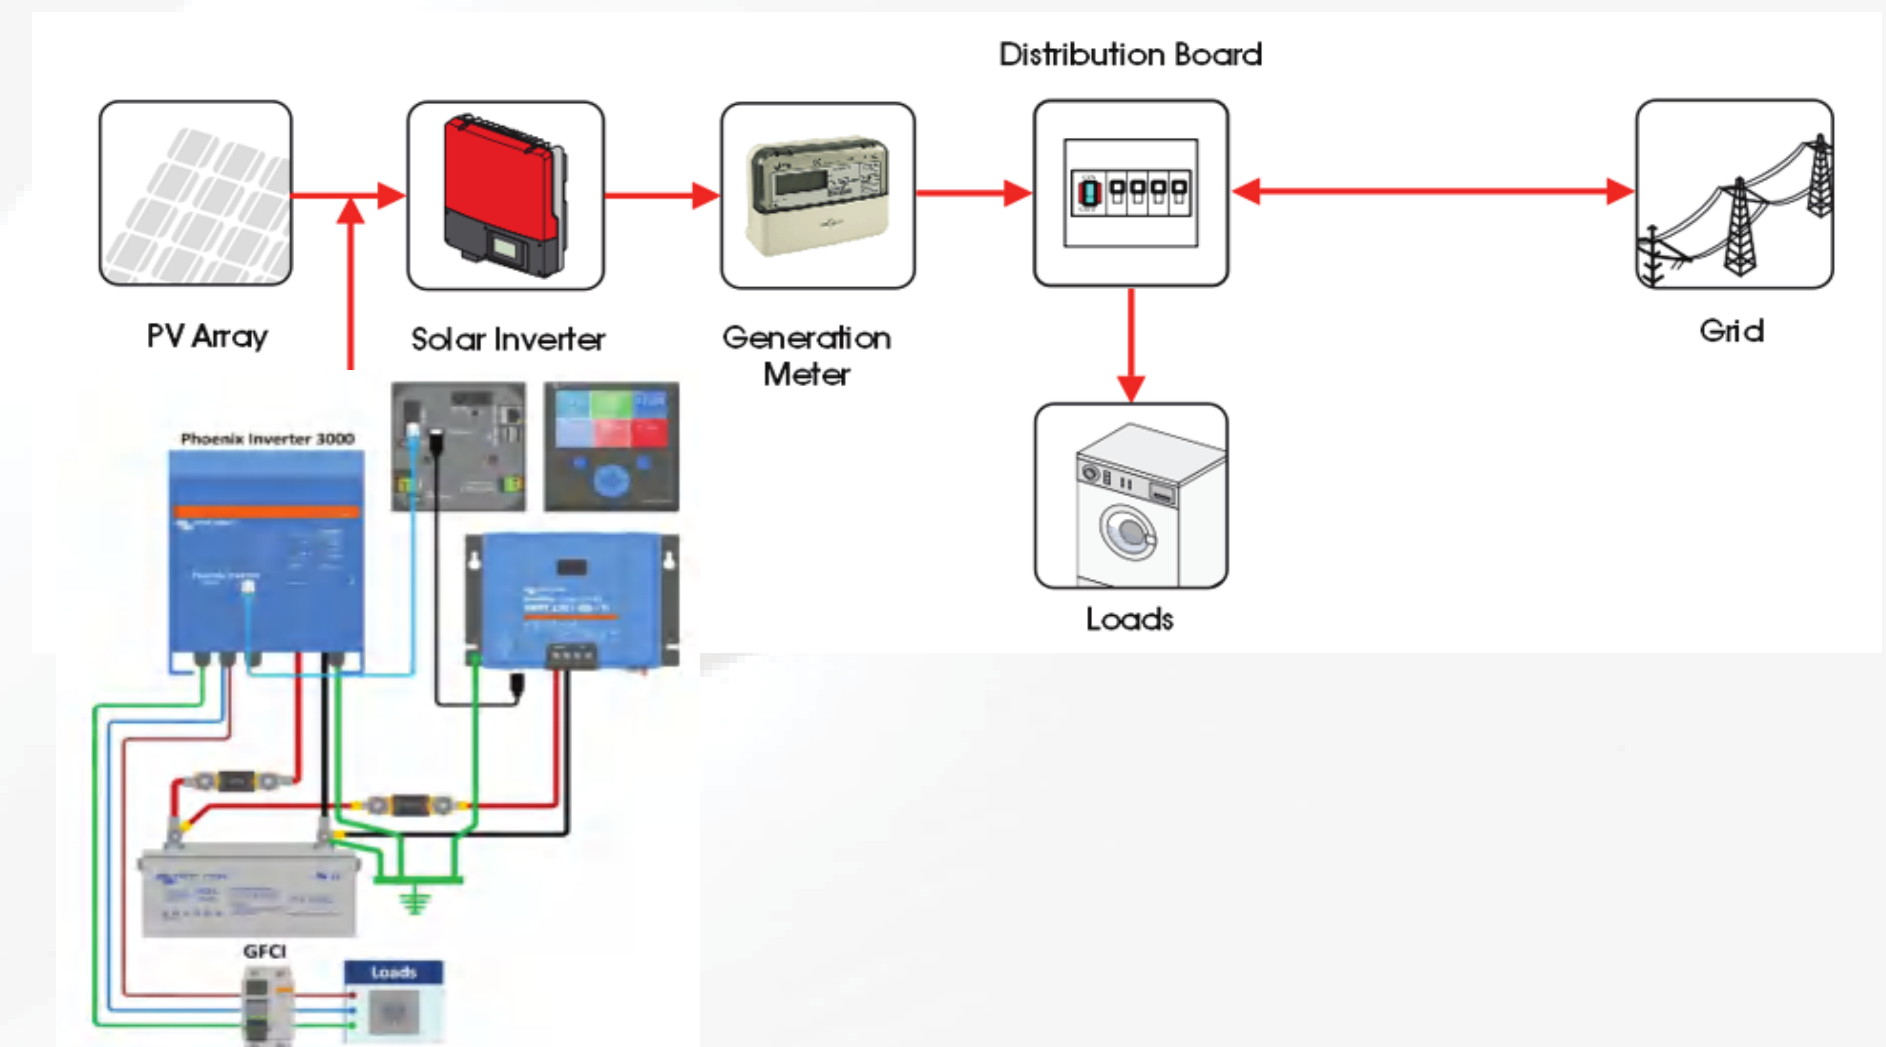 Distribution Board
PV Array
Solar Inverter
Generation
Meter
Grid
Phoenix Inverter 3000
Loads
GFCI
Loads